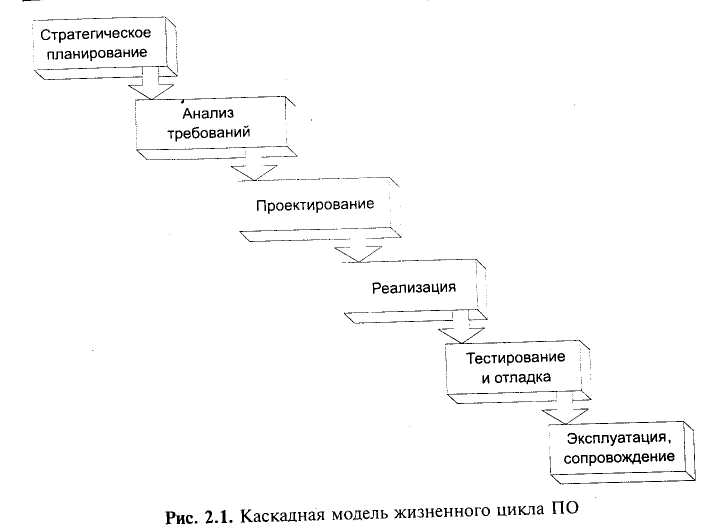 Стратегическое
планирование
Анализ
требований
Проектирование
Реализация
Тестирование
и отладка
Эксплуатация,
сопровождение
Рис. 2.1. Каскадная модель жизненного цикла ПО